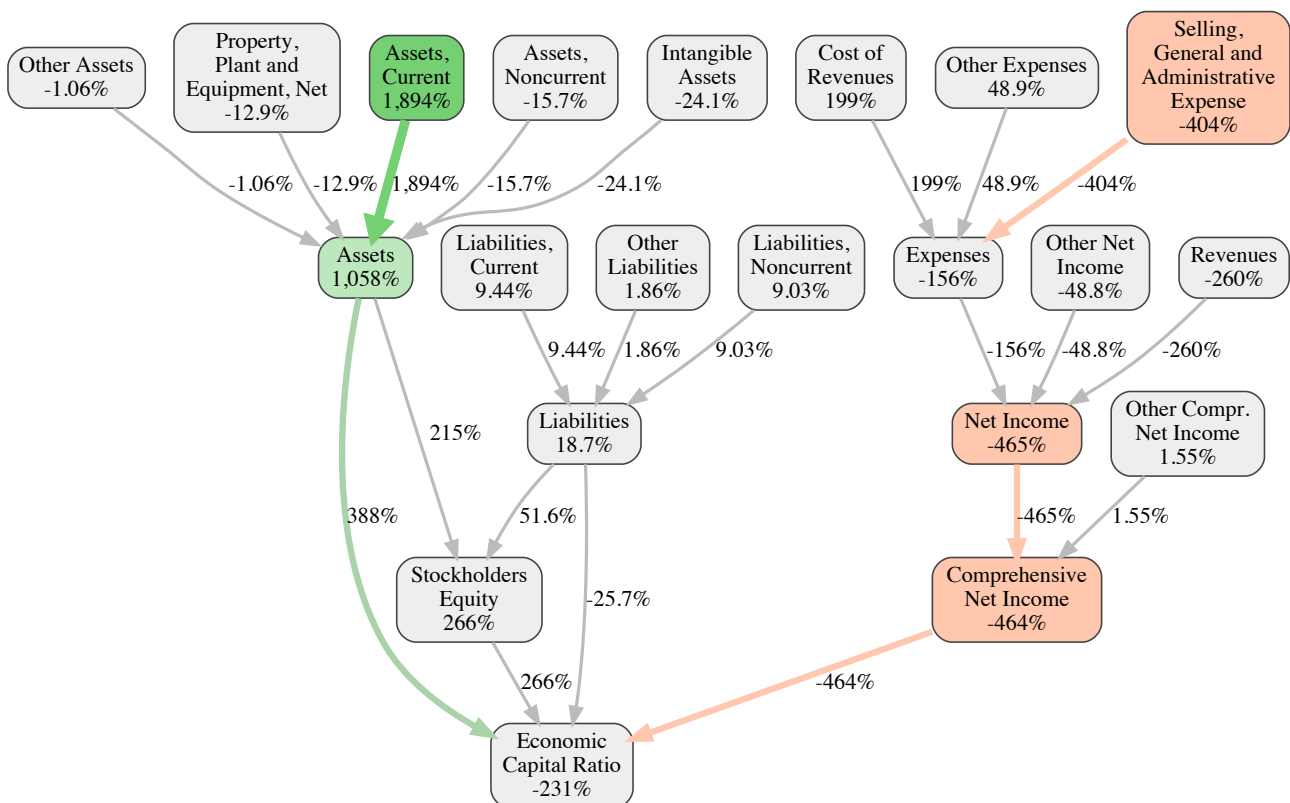 Other Assets
-1.06%
Property,
Plant and
Equipment, Net
-12.9%
Assets,
Current
1,894%
Assets,
Noncurrent
-15.7%
Intangible
Assets
-24.1%
Cost of
Revenues
199%
Other Expenses
48.9%
Selling,
General and
Administrative
Expense
-404%
-1.06%
-12.9%
1,894%
-15.7%
-24.1%
199%
48.9%
-404%
Assets
1,058%
Liabilities,
Current
9.44%
Other
Liabilities
1.86%
Liabilities,
Noncurrent
9.03%
Expenses
-156%
Other Net
Income
-48.8%
Revenues
-260%
9.44%
1.86%
9.03%
-156%
-48.8%
-260%
215%
Liabilities
18.7%
Net Income
-465%
Other Compr.
Net Income
1.55%
388%
51.6%
-465%
1.55%
Stockholders
Equity
266%
-25.7%
Comprehensive
Net Income
-464%
266%
-464%
Economic
Capital Ratio
-231%